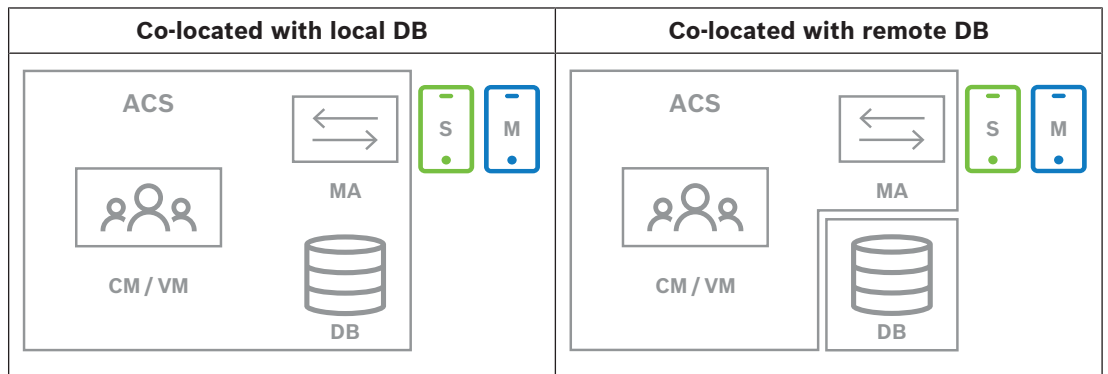 Co-located with local DB
Co-located with remote DB
ACS
S
M
MA
CM / VM
DB
ACS
S
M
MA
CM / VM
DB